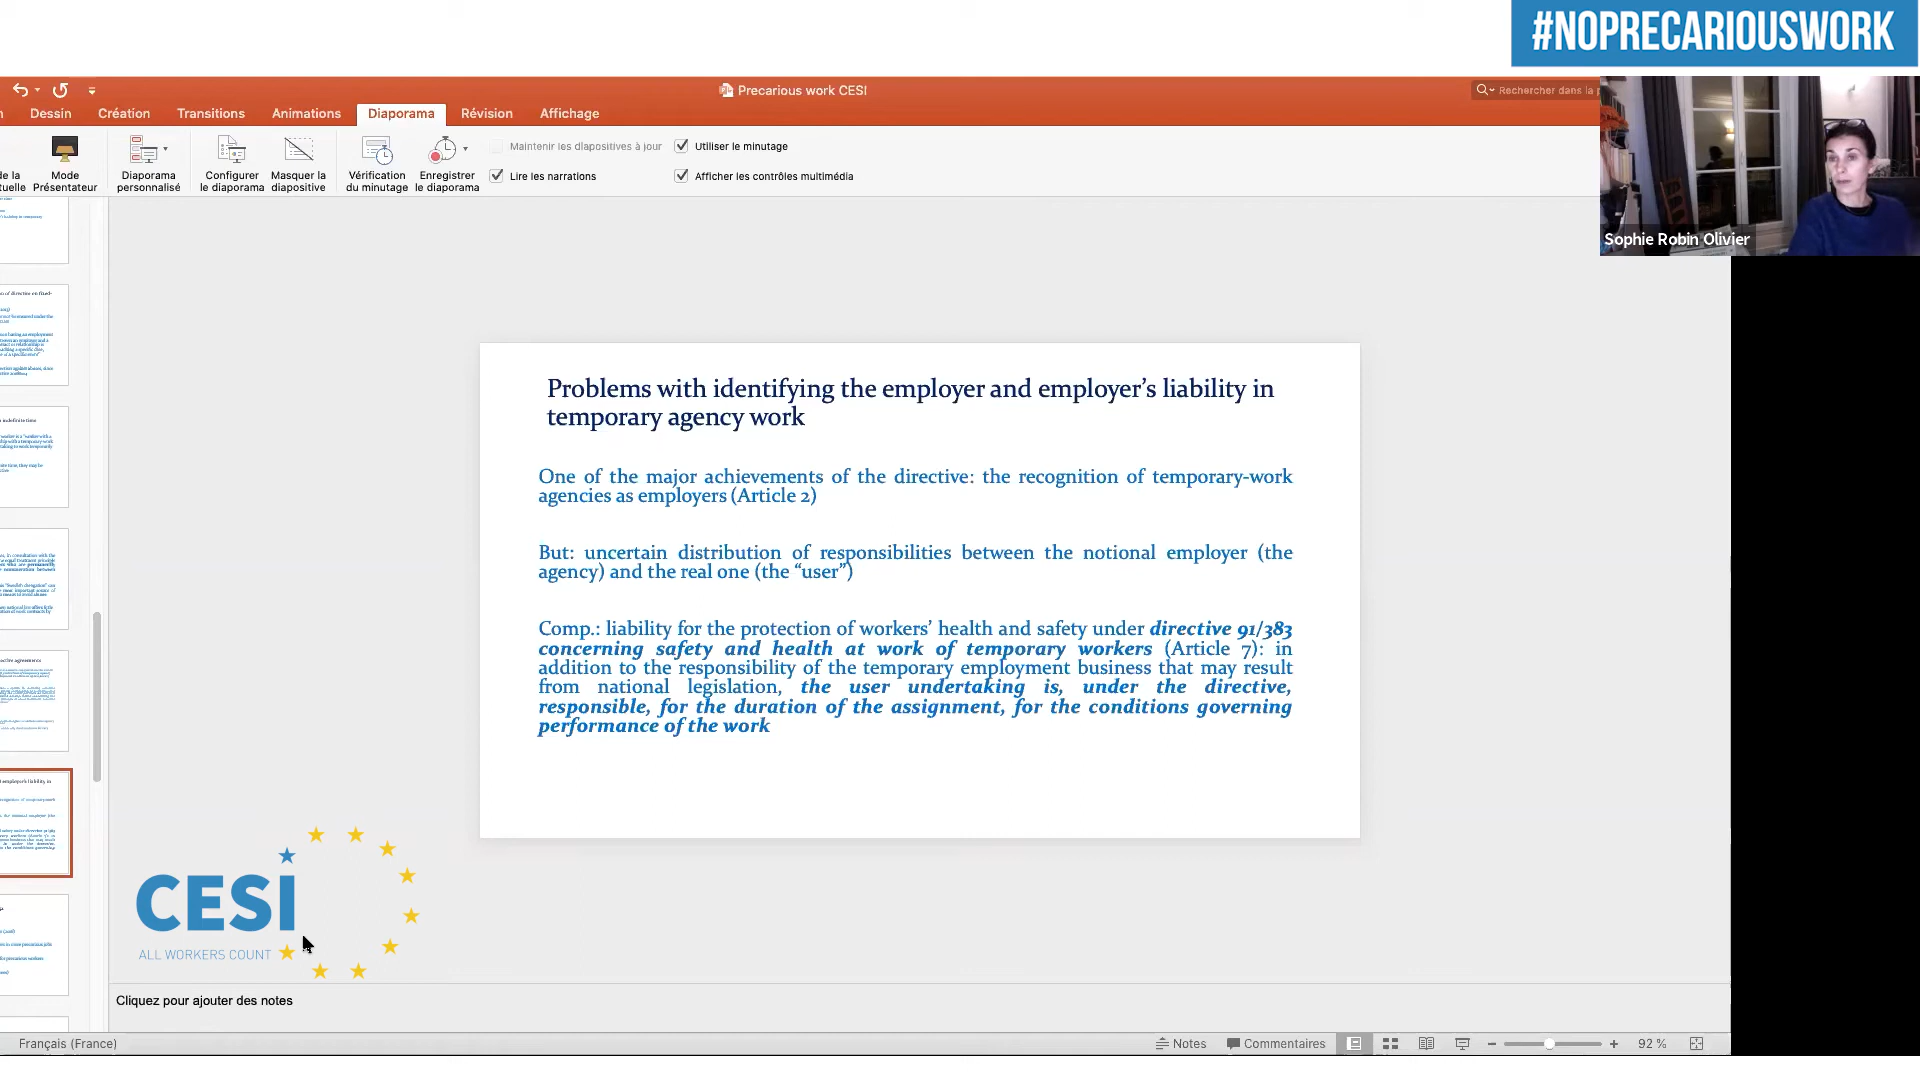 #NOPRECARIOUSWORK
Precarious work CESI
Rechercher dans la
Dessin Création Transitions Animations Diaporama Révision Affichage
Mode Présentateur
Diaporama personnalisé
Configurer le diaporama
Masquer la diapositive
Vérification du minutage
Enregistrer le diaporama
Maintenir les diapositives à jour
Lire les narrations
Utiliser le minutage
Afficher les contrôles multimédia
Sophie Robin Olivier
Problems with identifying the employer and employer’s liability in
temporary agency work
One of the major achievements of the directive: the recognition of temporary-work
agencies as employers (Article 2)
But: uncertain distribution of responsibilities between the notional employer (the
agency) and the real one (the “user”)
Comp.: liability for the protection of workers’ health and safety under directive 91/383
concerning safety and health at work of temporary workers (Article 7): in
addition to the responsibility of the temporary employment business that may result
from national legislation, the user undertaking is, under the directive,
responsible, for the duration of the assignment, for the conditions governing
performance of the work
CESI
ALL WORKERS COUNT
Cliquez pour ajouter des notes
Français (France)
Notes
Commentaires
92 %